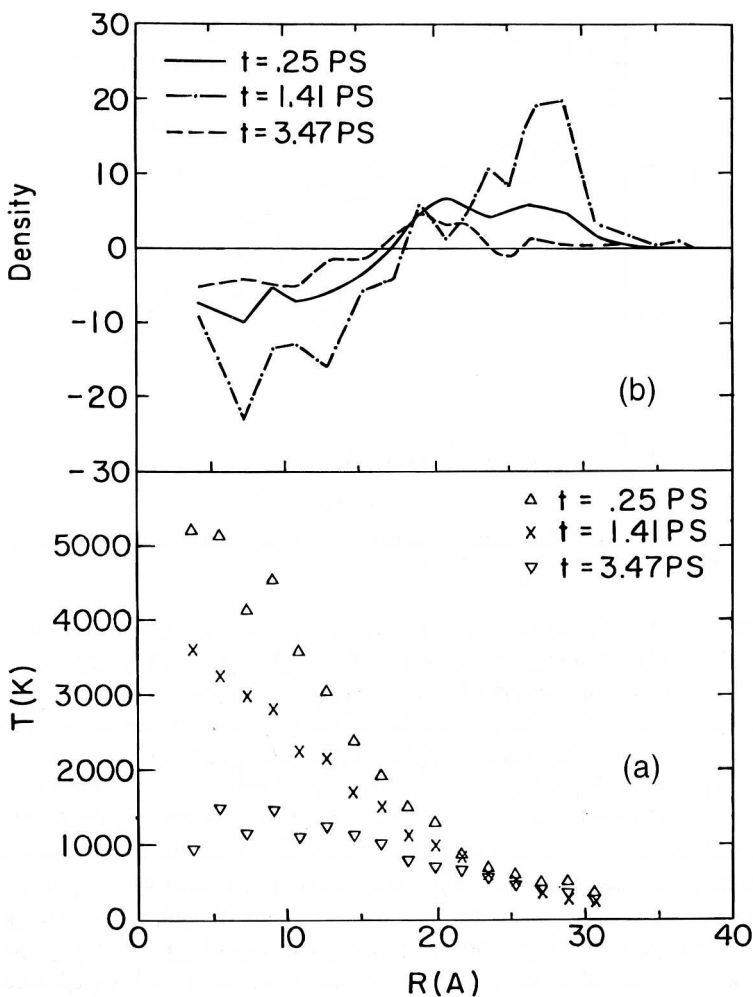 30
20
10
0
-10
-20
-30
Density
t = .25 PS
t = 1.41 PS
t = 3.47 PS
(b)
5000
4000
3000
2000
1000
0
T(K)
t = .25 PS
t = 1.41 PS
t = 3.47 PS
(a)
0 10 20 30 40
R(A)